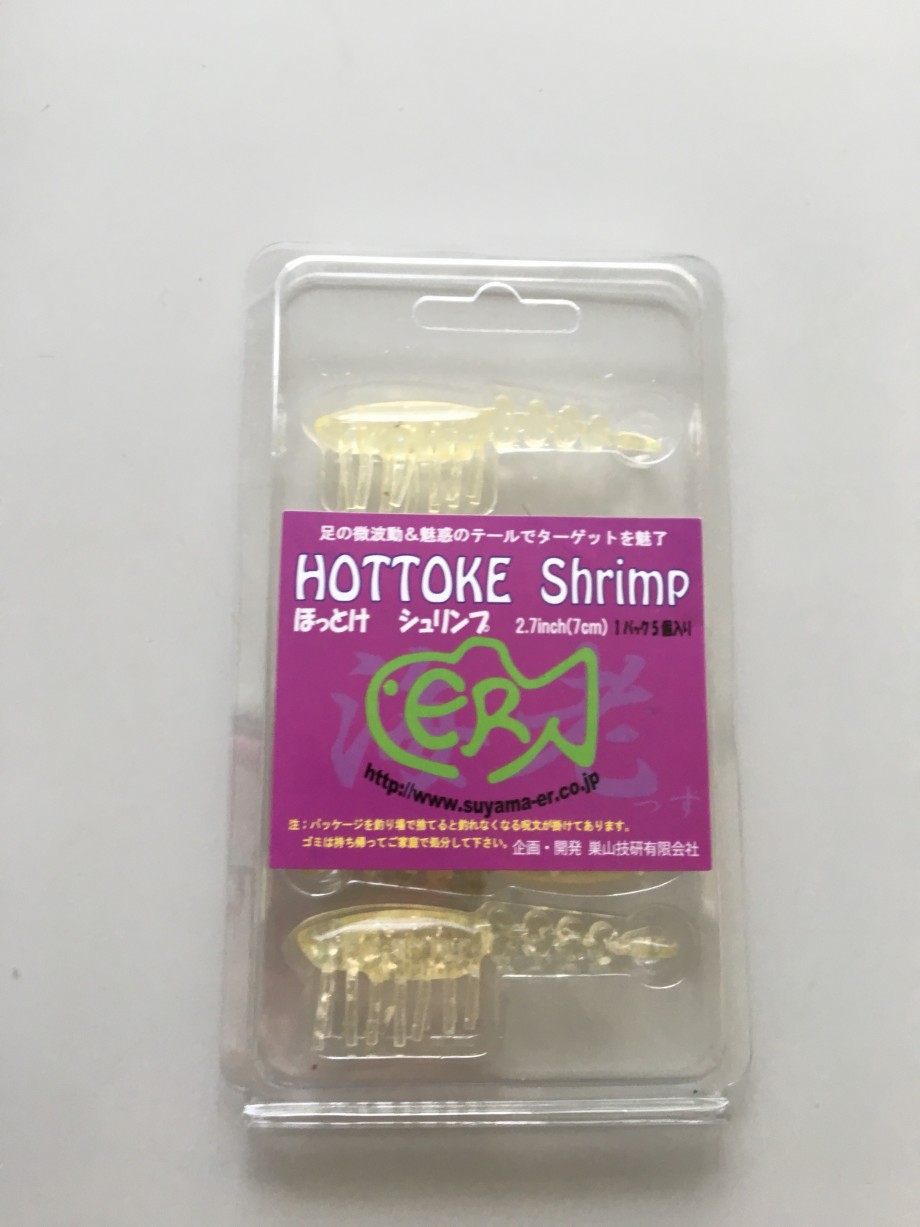 足の微波動＆魅惑のテールでターゲットを魅了
HOTTOKE Shrimp
ほっとけ シュリンプ 2.7inch(7cm) 1パック5個入り
海老
っす
ER
http://www.suyama-er.co.jp
注；パッケージを釣り場で捨てると釣れなくなる呪文が掛けてあります。
ゴミは持ち帰ってご家庭で処分して下さい。
企画・開発 巣山技研有限会社